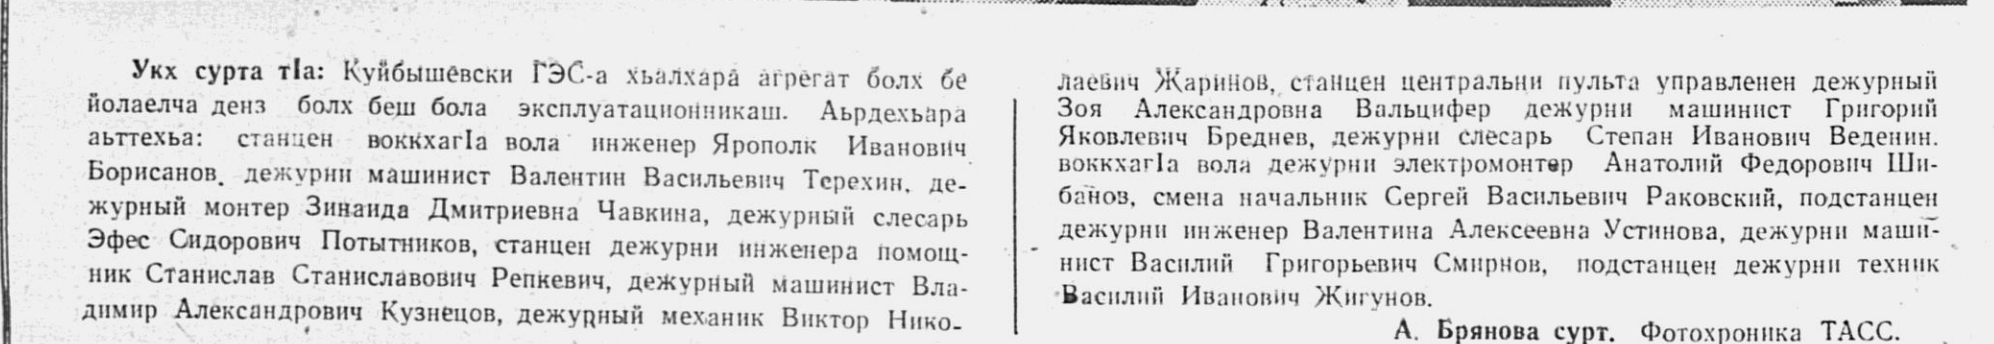 Укх сурта тӀа: Куйбышевски ГЭС-а хьалхара агрегат болх бе
йолаелча денз болх беш бола эксплуатационникаш. Аьрдехьара
аьттехьа: станцен воккхагӀа вола инженер Ярополк Иванович
Борисанов, дежурни машинист Валентин Васильевич Терехин, де-
журный монтер Зинаида Дмитриевна Чавкина, дежурный слесарь
Эфес Сидорович Потытников, станцен дежурни инженера помощ-
ник Станислав Станиславович Репкевич, дежурный машинист Вла-
димир Александрович Кузнецов, дежурный механик Виктор Нико-
лаевич Жаринов, станцен центральни пульта управленен дежурный
Зоя Александровна Вальцифер дежурни машинист Григорий
Яковлевич Бреднев, дежурни слесарь Степан Иванович Веденин.
воккхагӀа вола дежурни электромонтер Анатолий Федорович Ши-
банов, смена начальник Сергей Васильевич Раковский, подстанцен
дежурни инженер Валентина Алексеевна Устинова, дежурни маши-
нист Василий Григорьевич Смирнов, подстанцен дежурни техник
Василий Иванович Жигунов.
А. Брянова сурт. Фотохроника ТАСС.